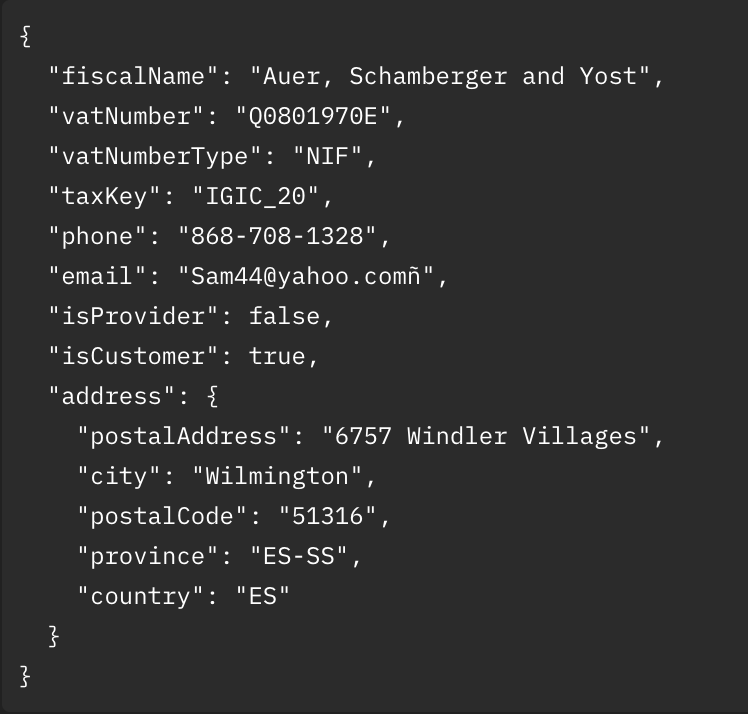 {
  "fiscalName": "Auer, Schamberger and Yost",
  "vatNumber": "Q0801970E",
  "vatNumberType": "NIF",
  "taxKey": "IGIC_20",
  "phone": "868-708-1328",
  "email": "Sam44@yahoo.comñ",
  "isProvider": false,
  "isCustomer": true,
  "address": {
    "postalAddress": "6757 Windler Villages",
    "city": "Wilmington",
    "postalCode": "51316",
    "province": "ES-SS",
    "country": "ES"
  }
}